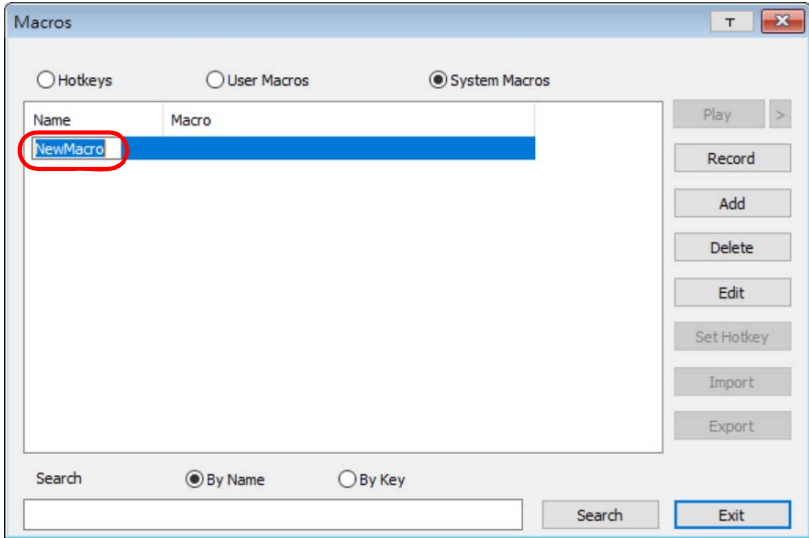 Macros
Hotkeys User Macros System Macros
Name Macro Play >
NewMacro
Record
Add
Delete
Edit
Set Hotkey
Import
Export
Search By Name By Key
Search Exit